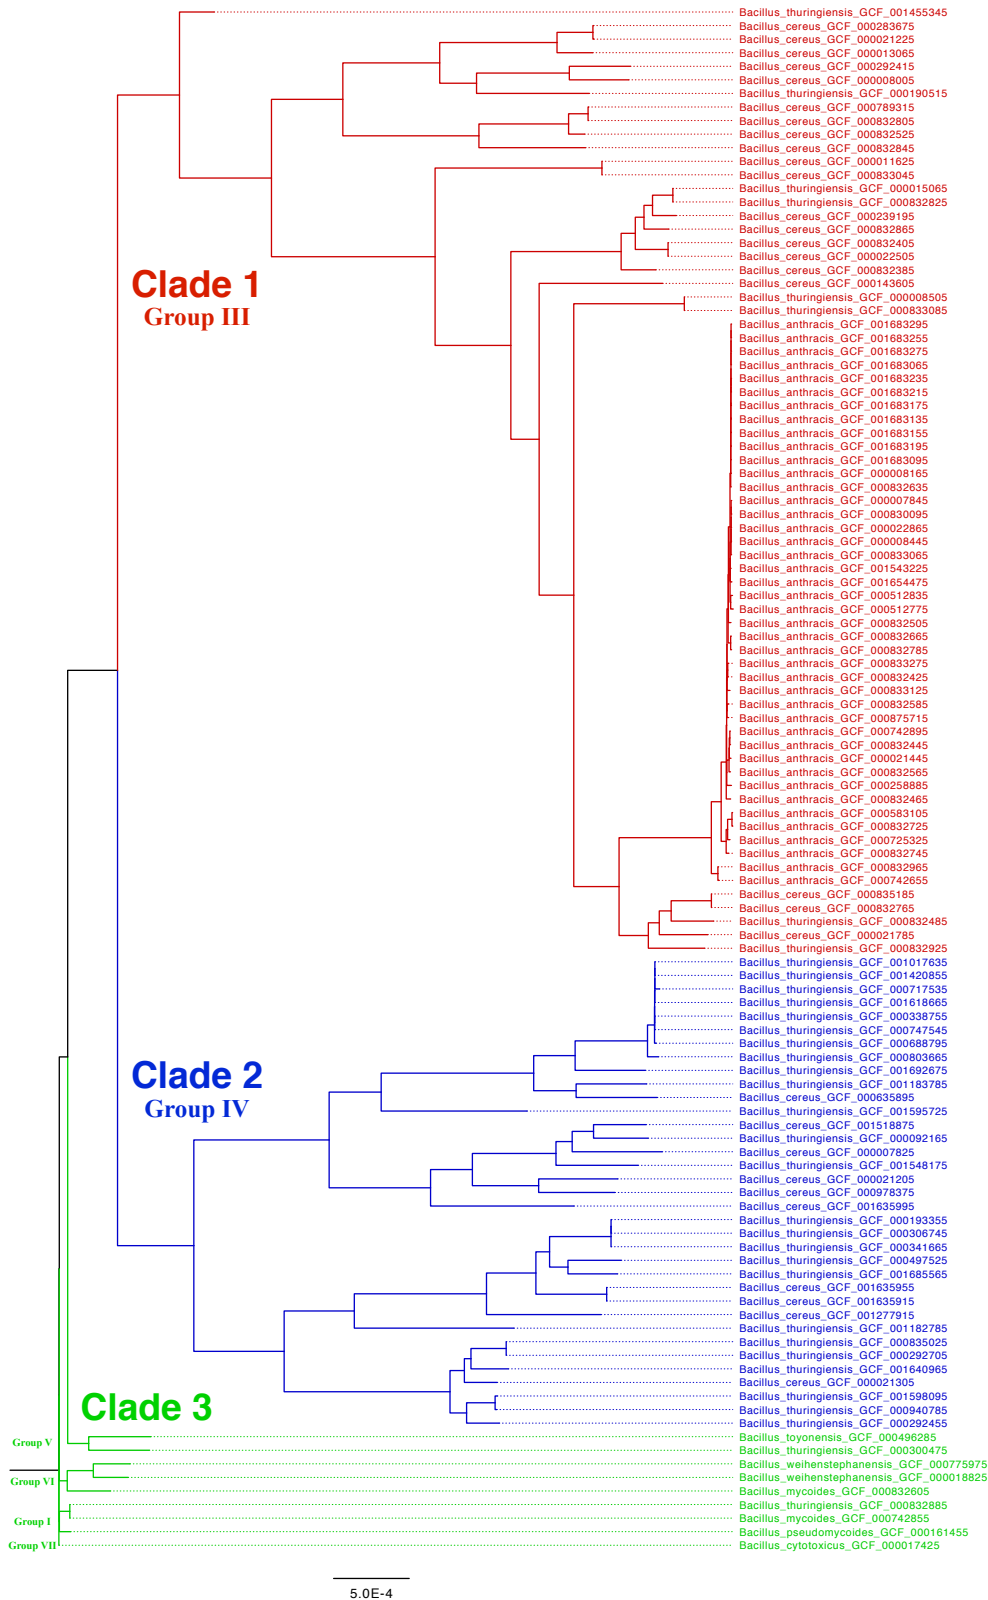 Bacillus_thuringiensis_GCF_001455345
Bacillus_cereus_GCF_000283675
Bacillus_cereus_GCF_000021225
Bacillus_cereus_GCF_000013065
Bacillus_cereus_GCF_000292415
Bacillus_cereus_GCF_000008005
Bacillus_thuringiensis_GCF_000190515
Bacillus_cereus_GCF_000789315
Bacillus_cereus_GCF_000832805
Bacillus_cereus_GCF_000832525
Bacillus_cereus_GCF_000832845
Bacillus_cereus_GCF_000011625
Bacillus_cereus_GCF_000833045
Bacillus_thuringiensis_GCF_000015065
Bacillus_thuringiensis_GCF_000832825
Bacillus_cereus_GCF_000239195
Bacillus_cereus_GCF_000832865
Bacillus_cereus_GCF_000832405
Bacillus_cereus_GCF_000022505
Bacillus_cereus_GCF_000832385
Bacillus_cereus_GCF_000143605
Clade 1
Group III
Bacillus_thuringiensis_GCF_000008505
Bacillus_thuringiensis_GCF_000833085
Bacillus_anthracis_GCF_001683295
Bacillus_anthracis_GCF_001683255
Bacillus_anthracis_GCF_001683275
Bacillus_anthracis_GCF_001683065
Bacillus_anthracis_GCF_001683235
Bacillus_anthracis_GCF_001683215
Bacillus_anthracis_GCF_001683175
Bacillus_anthracis_GCF_001683135
Bacillus_anthracis_GCF_001683155
Bacillus_anthracis_GCF_001683195
Bacillus_anthracis_GCF_001683095
Bacillus_anthracis_GCF_000008165
Bacillus_anthracis_GCF_000832635
Bacillus_anthracis_GCF_000007845
Bacillus_anthracis_GCF_000830095
Bacillus_anthracis_GCF_000022865
Bacillus_anthracis_GCF_000008445
Bacillus_anthracis_GCF_000833065
Bacillus_anthracis_GCF_001543225
Bacillus_anthracis_GCF_001654475
Bacillus_anthracis_GCF_000512835
Bacillus_anthracis_GCF_000512775
Bacillus_anthracis_GCF_000832505
Bacillus_anthracis_GCF_000832665
Bacillus_anthracis_GCF_000832785
Bacillus_anthracis_GCF_000833275
Bacillus_anthracis_GCF_000832425
Bacillus_anthracis_GCF_000833125
Bacillus_anthracis_GCF_000832585
Bacillus_anthracis_GCF_000875715
Bacillus_anthracis_GCF_000742895
Bacillus_anthracis_GCF_000832445
Bacillus_anthracis_GCF_000021445
Bacillus_anthracis_GCF_000832565
Bacillus_anthracis_GCF_000258885
Bacillus_anthracis_GCF_000832465
Bacillus_anthracis_GCF_000583105
Bacillus_anthracis_GCF_000832725
Bacillus_anthracis_GCF_000725325
Bacillus_anthracis_GCF_000832745
Bacillus_anthracis_GCF_000832965
Bacillus_anthracis_GCF_000742655
Bacillus_cereus_GCF_000835185
Bacillus_cereus_GCF_000832765
Bacillus_thuringiensis_GCF_000832485
Bacillus_cereus_GCF_000021785
Bacillus_thuringiensis_GCF_000832925
Bacillus_thuringiensis_GCF_001017635
Bacillus_thuringiensis_GCF_001420855
Bacillus_thuringiensis_GCF_000717535
Bacillus_thuringiensis_GCF_001618665
Bacillus_thuringiensis_GCF_000338755
Bacillus_thuringiensis_GCF_000747545
Bacillus_thuringiensis_GCF_000688795
Bacillus_thuringiensis_GCF_000803665
Bacillus_thuringiensis_GCF_001692675
Clade 2
Group IV
Bacillus_thuringiensis_GCF_001183785
Bacillus_cereus_GCF_000635895
Bacillus_thuringiensis_GCF_001595725
Bacillus_cereus_GCF_001518875
Bacillus_thuringiensis_GCF_000092165
Bacillus_cereus_GCF_000007825
Bacillus_thuringiensis_GCF_001548175
Bacillus_cereus_GCF_000021205
Bacillus_cereus_GCF_000978375
Bacillus_cereus_GCF_001635995
Bacillus_thuringiensis_GCF_000193355
Bacillus_thuringiensis_GCF_000306745
Bacillus_thuringiensis_GCF_000341665
Bacillus_thuringiensis_GCF_000497525
Bacillus_thuringiensis_GCF_001685565
Bacillus_cereus_GCF_001635955
Bacillus_cereus_GCF_001635915
Bacillus_cereus_GCF_001277915
Bacillus_thuringiensis_GCF_001182785
Bacillus_thuringiensis_GCF_000835025
Bacillus_thuringiensis_GCF_000292705
Bacillus_thuringiensis_GCF_001640965
Bacillus_cereus_GCF_000021305
Bacillus_thuringiensis_GCF_001598095
Bacillus_thuringiensis_GCF_000940785
Bacillus_thuringiensis_GCF_000292455
Clade 3
Group V
Bacillus_toyonensis_GCF_000496285
Bacillus_thuringiensis_GCF_000300475
Bacillus_weihenstephanensis_GCF_000775975
Group VI
Bacillus_weihenstephanensis_GCF_000018825
Bacillus_mycoides_GCF_000832605
Bacillus_thuringiensis_GCF_000832885
Group I
Bacillus_mycoides_GCF_000742855
Bacillus_pseudomycoides_GCF_000161455
Group VII
Bacillus_cytotoxicus_GCF_000017425
5.0E-4